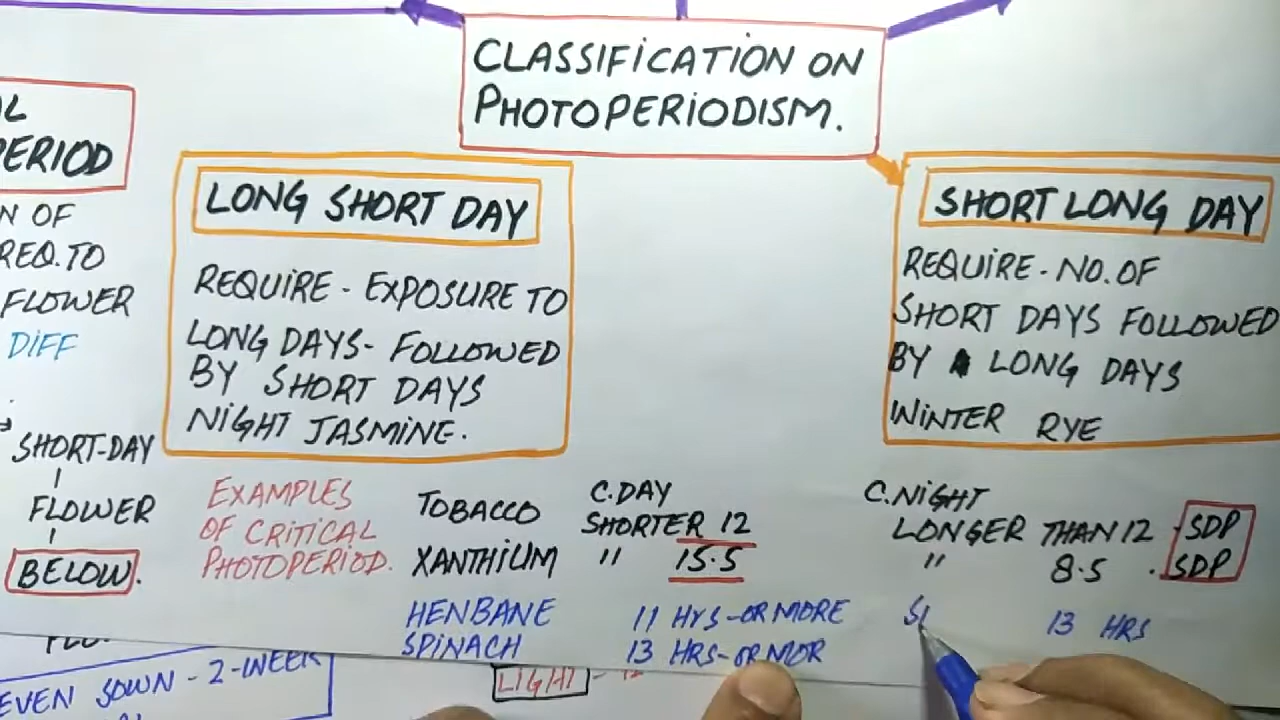 CLASSIFICATION ON
PHOTOPERIODISM.
PERIOD
N OF
REQ. TO
FLOWER
DIFF
SHORT-DAY
FLOWER
BELOW.
LONG SHORT DAY
REQUIRE - EXPOSURE TO
LONG DAYS - FOLLOWED
BY SHORT DAYS
NIGHT JASMINE.
SHORT LONG DAY
REQUIRE - NO. OF
SHORT DAYS FOLLOWED
BY LONG DAYS
WINTER RYE
EXAMPLES
OF CRITICAL
PHOTOPERIOD.
C.DAY C.NIGHT
TOBACCO SHORTER 12 LONGER THAN 12 - SDP
XANTHIUM " 15.5 " 8.5 . SDP
HENBANE 11 HRS - OR MORE 13 HRS
SPINACH 13 HRS - OR MOR
EVEN SOWN - 2-WEEK
LIGHT